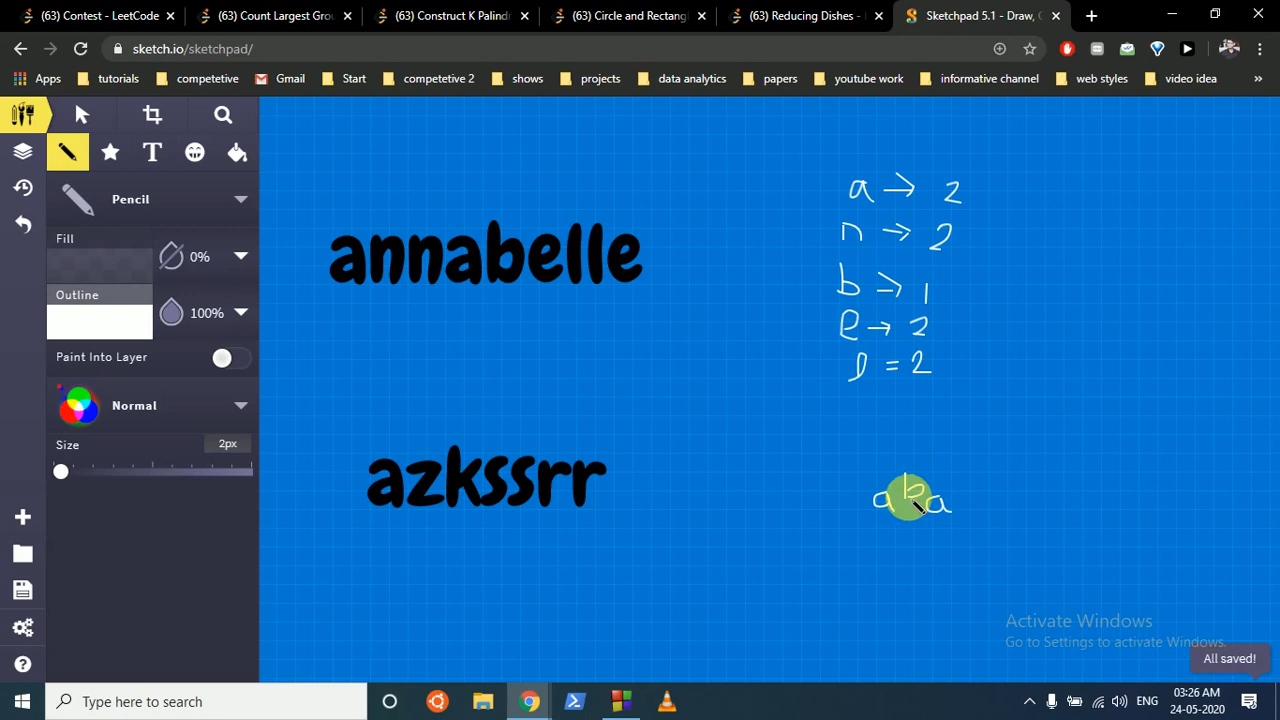 (63) Contest - LeetCode
(63) Count Largest Gro
(63) Construct K Palind
(63) Circle and Rectang
(63) Reducing Dishes -
Sketchpad 5.1 - Draw, C
sketch.io/sketchpad/
Apps tutorials competetive Gmail Start competetive 2 shows projects data analytics papers youtube work informative channel web styles video idea »
T
Pencil
Fill
0%
Outline
100%
Paint Into Layer
Normal
Size 2px
annabelle
azkssrr
a → 2
n → 2
b → 1
e → 2
l = 2
a b a
Activate Windows
Go to Settings to activate Windows.
All saved!
Type here to search
ENG
03:26 AM
24-05-2020